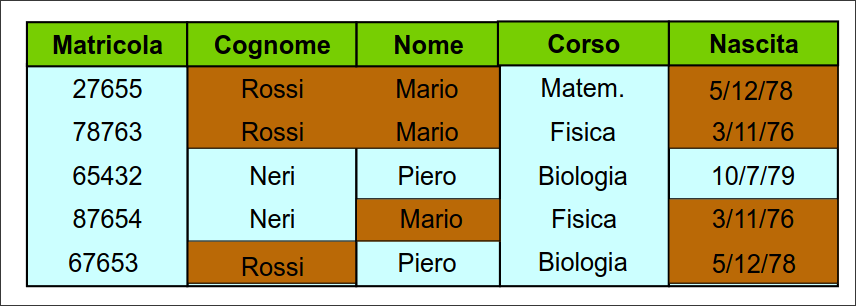 Matricola Cognome Nome Corso Nascita
27655 Rossi Mario Matem. 5/12/78
78763 Rossi Mario Fisica 3/11/76
65432 Neri Piero Biologia 10/7/79
87654 Neri Mario Fisica 3/11/76
67653 Rossi Piero Biologia 5/12/78